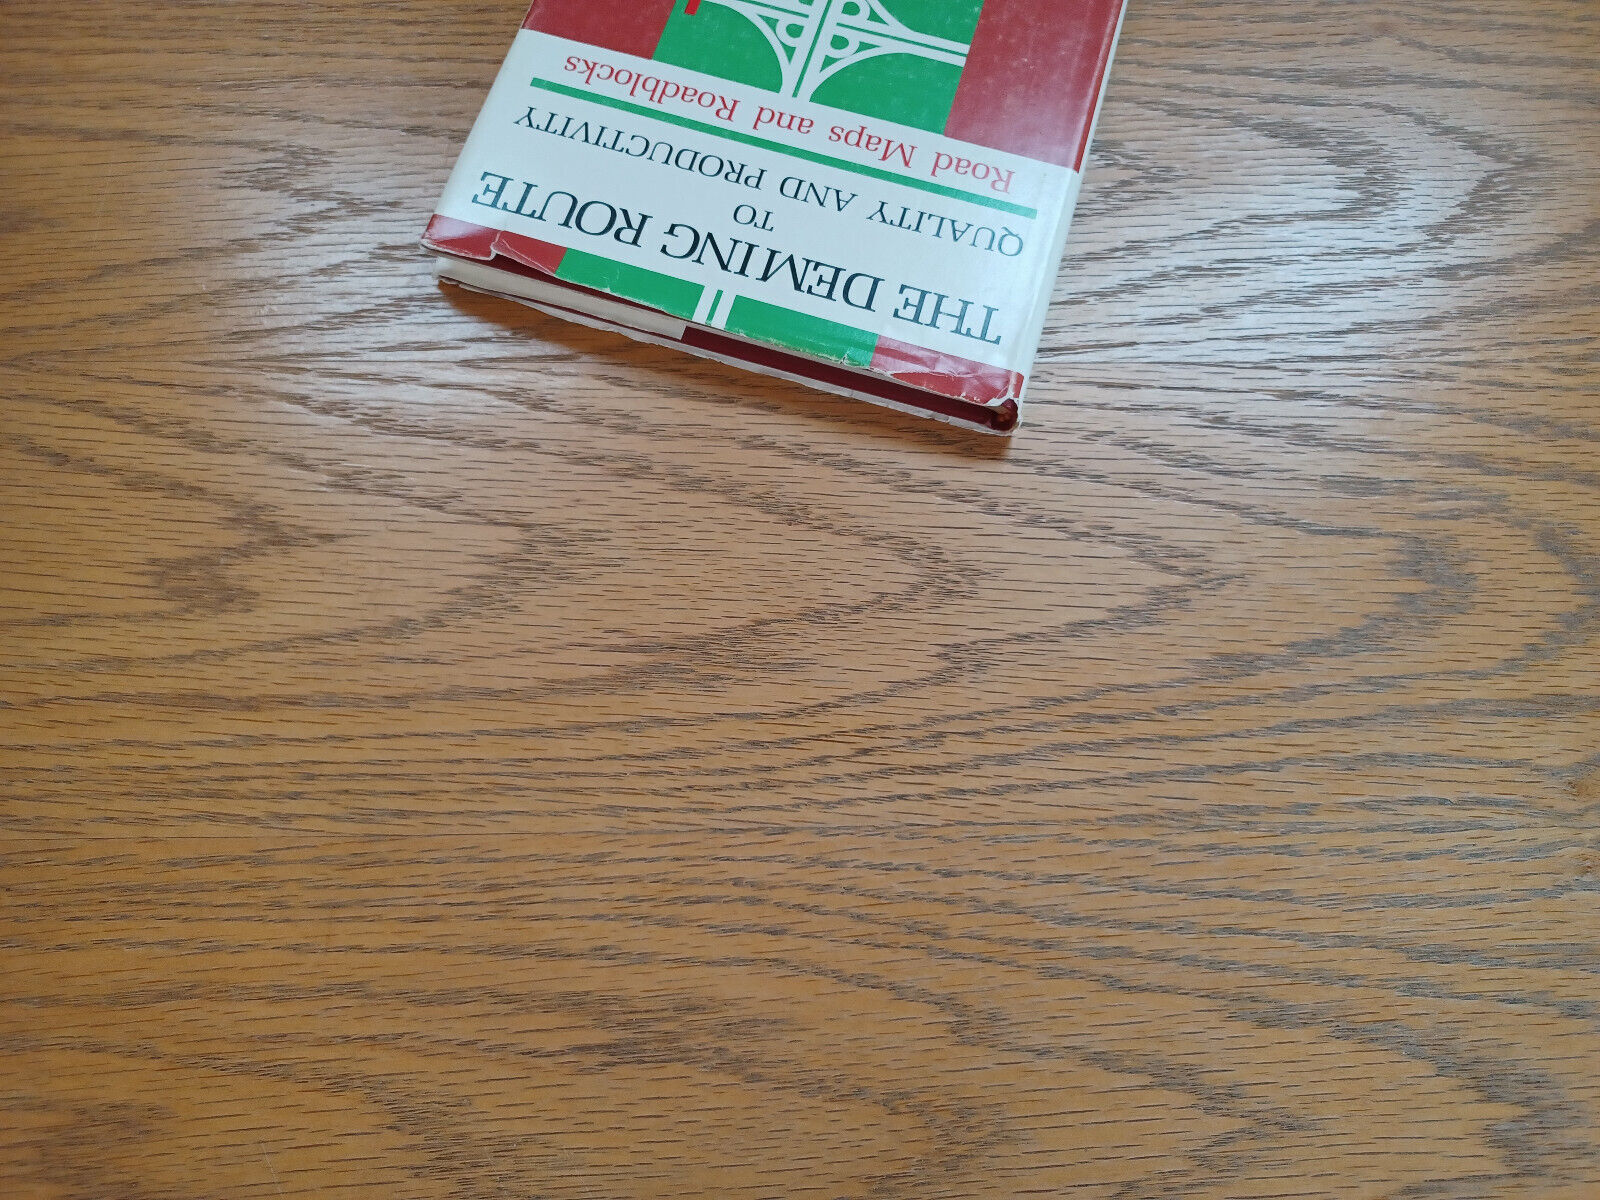 THE DEMING ROUTE
TO
QUALITY AND PRODUCTIVITY
Road Maps and Roadblocks